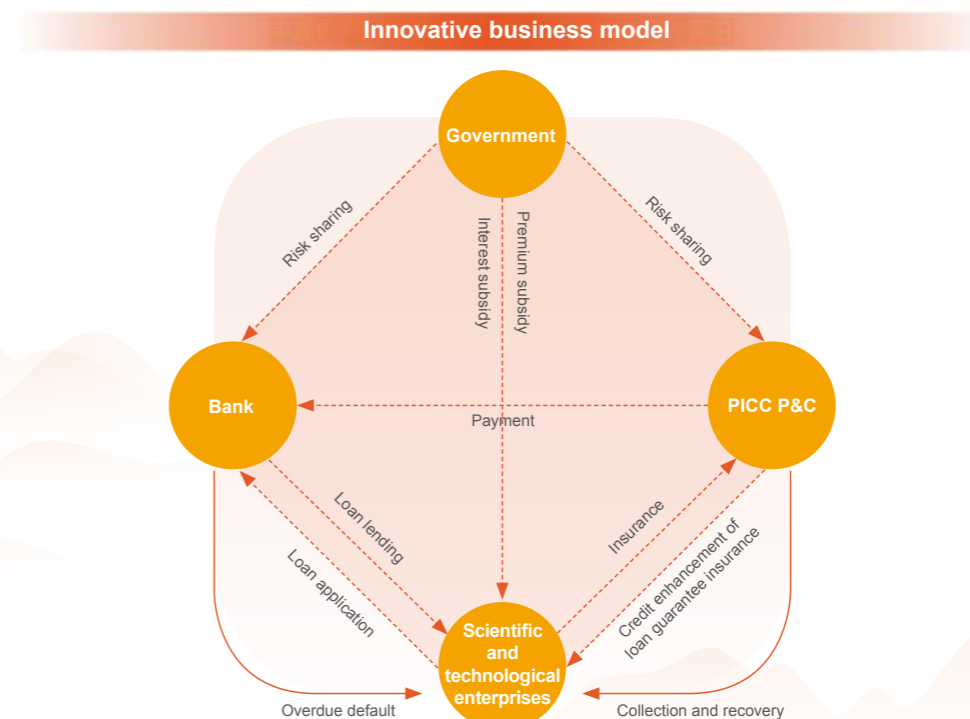 Innovative business model
Government
Risk sharing
Interest subsidy
Premium subsidy
Risk sharing
Bank
Payment
PICC P&C
Loan lending
Loan application
Insurance
Credit enhancement of
loan guarantee insurance
Scientific
and
technological
enterprises
Overdue default
Collection and recovery